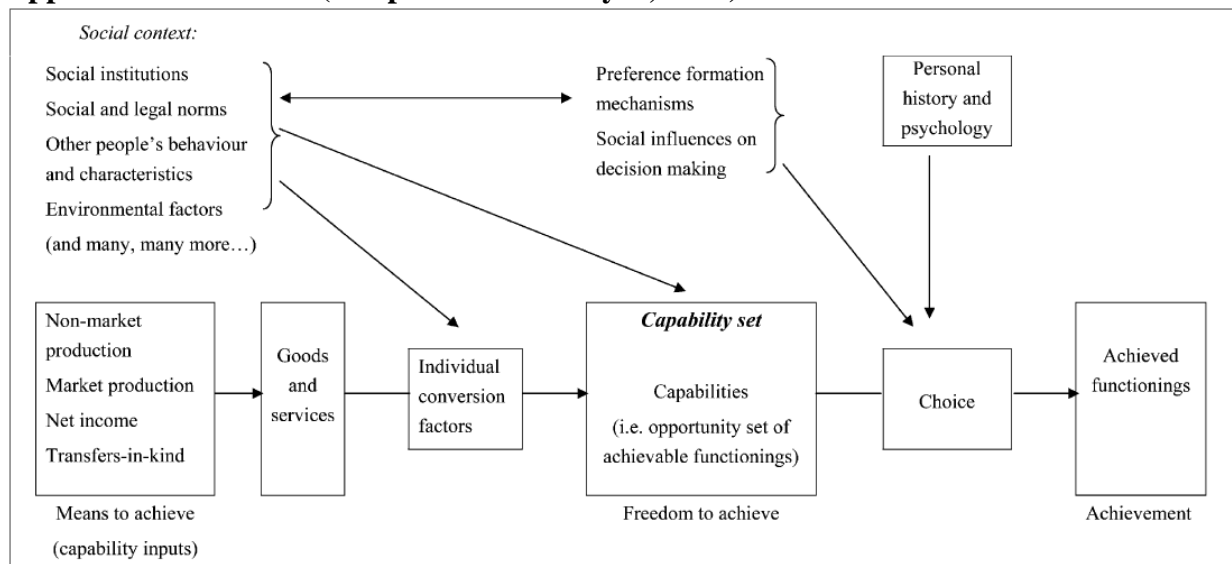 Social context:
Social institutions
Social and legal norms
Other people’s behaviour
and characteristics
Environmental factors
(and many, many more…)
Preference formation
mechanisms
Social influences on
decision making
Personal
history and
psychology
Non-market
production
Market production
Net income
Transfers-in-kind
Goods
and
services
Individual
conversion
factors
Capability set
Capabilities
(i.e. opportunity set of
achievable functionings)
Choice
Achieved
functionings
Means to achieve
(capability inputs)
Freedom to achieve
Achievement